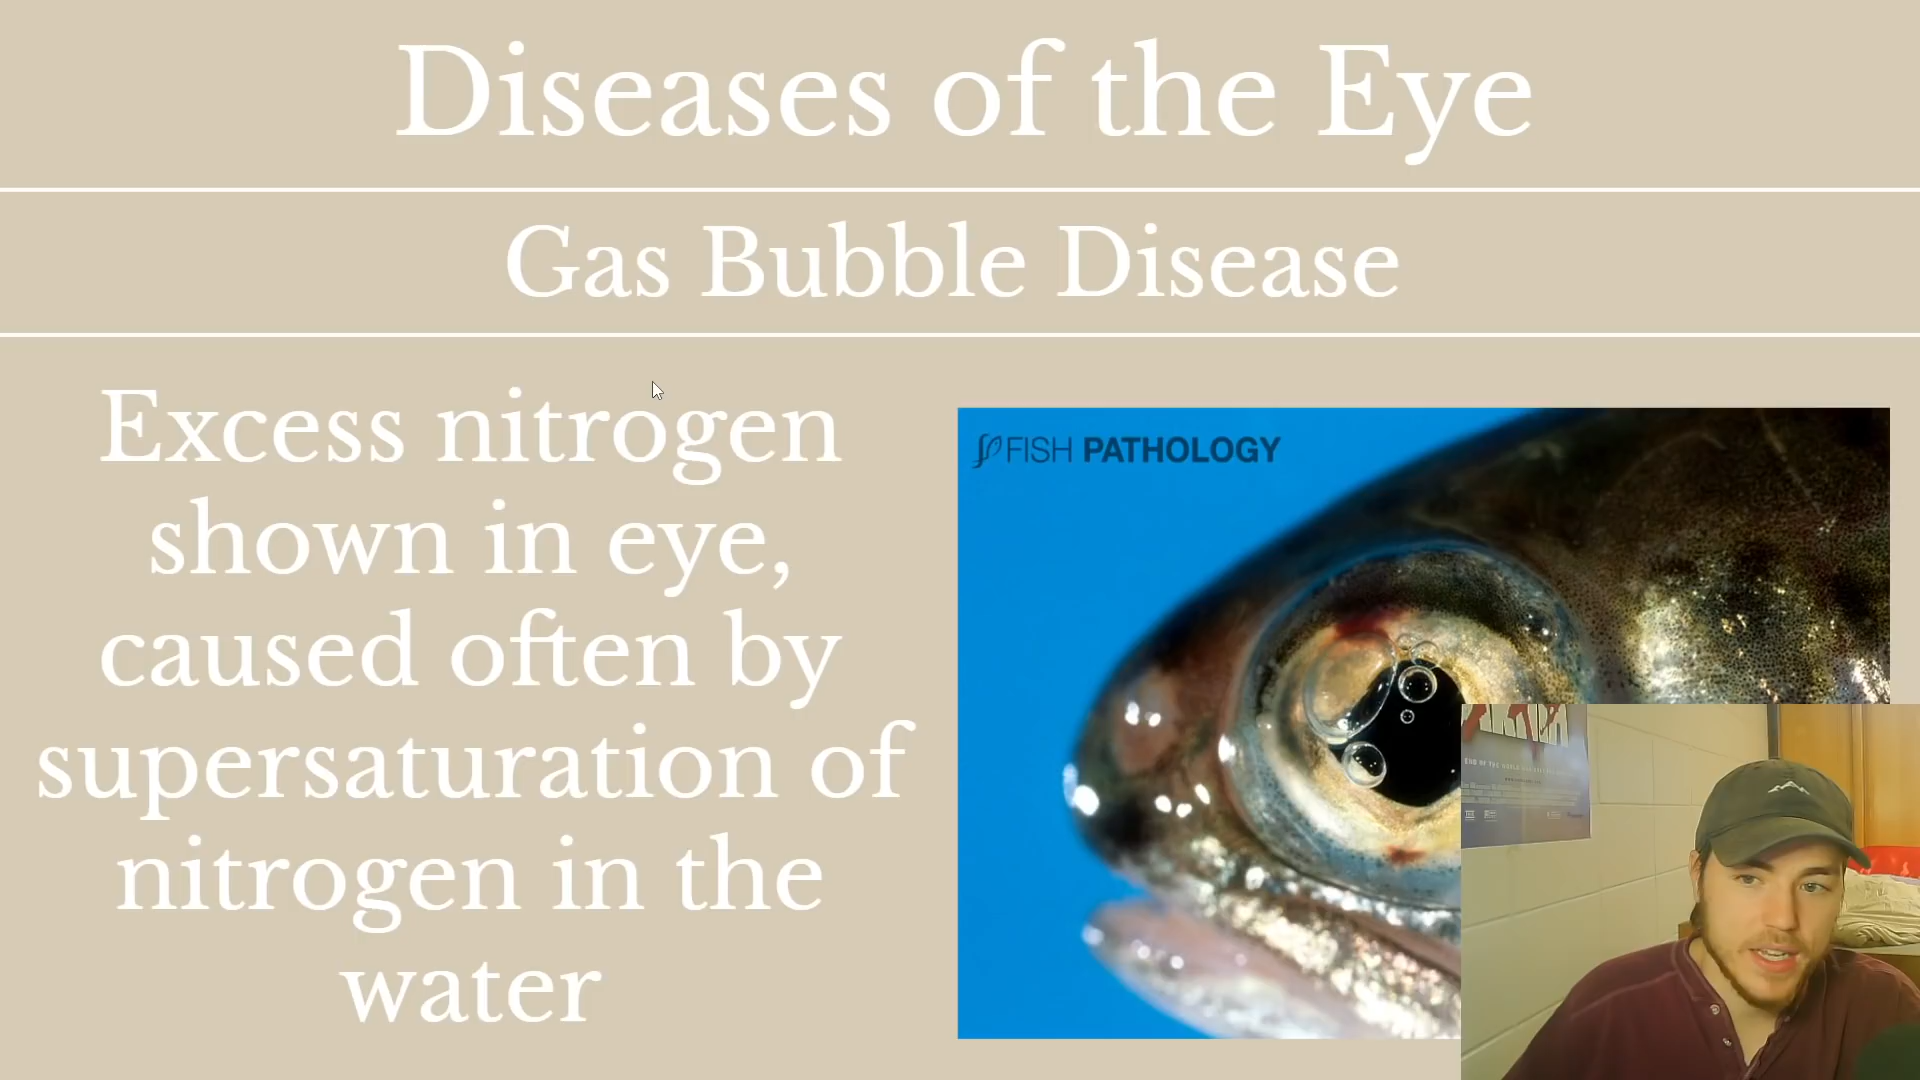 Diseases of the Eye
Gas Bubble Disease
Excess nitrogen
shown in eye,
caused often by
supersaturation of
nitrogen in the
water
FISH PATHOLOGY